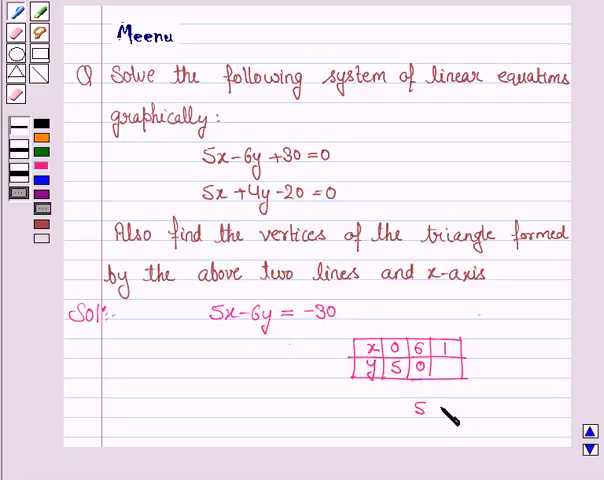 Meenu
Q Solve the following system of linear equations
graphically:
5x-6y+30=0
5x+4y-20=0
Also find the vertices of the triangle formed
by the above two lines and x-axis
Sol:- 5x-6y = -30
x 0 6 1
y 5 0
5